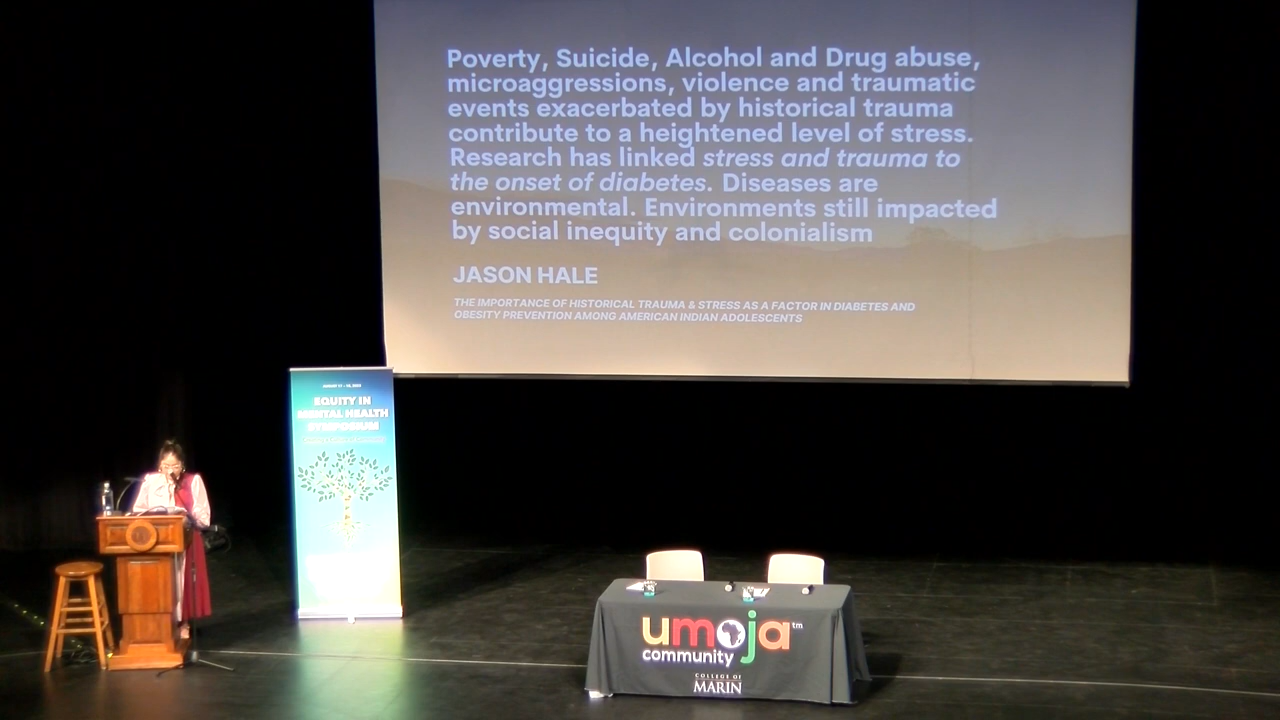 Poverty, Suicide, Alcohol and Drug abuse,
microaggressions, violence and traumatic
events exacerbated by historical trauma
contribute to a heightened level of stress.
Research has linked stress and trauma to
the onset of diabetes. Diseases are
environmental. Environments still impacted
by social inequity and colonialism
JASON HALE
THE IMPORTANCE OF HISTORICAL TRAUMA & STRESS AS A FACTOR IN DIABETES AND
OBESITY PREVENTION AMONG AMERICAN INDIAN ADOLESCENTS
EQUITY IN
MENTAL HEALTH
SYMPOSIUM
umoja™
community
COLLEGE OF
MARIN